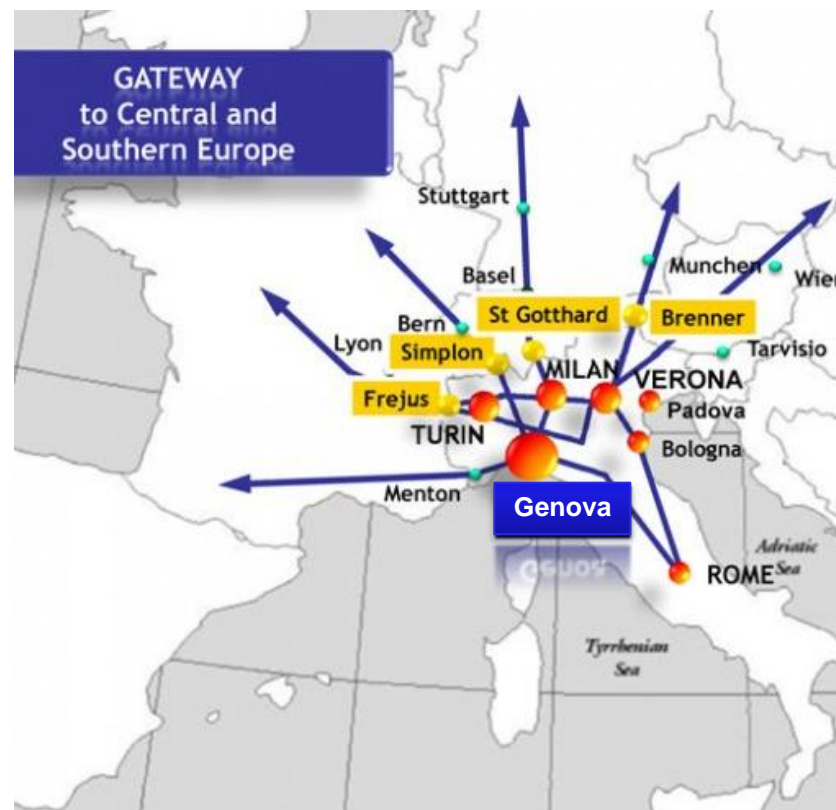 GATEWAY
to Central and
Southern Europe
Stuttgart
Basel
Munchen
Wien
St Gotthard
Brenner
Bern
Lyon
Simplon
Tarvisio
MILAN
VERONA
Frejus
Padova
TURIN
Bologna
Menton
Genova
Adriatic
Sea
ROME
Tyrrhenian
Sea